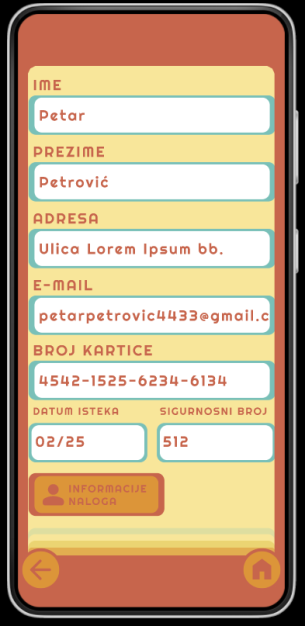 IME
Petar
PREZIME
Petrović
ADRESA
Ulica Lorem Ipsum bb.
E-MAIL
petarpetrovic4433@gmail.c
BROJ KARTICE
4542-1525-6234-6134
DATUM ISTEKA SIGURNOSNI BROJ
02/25 512
INFORMACIJE
NALOGA